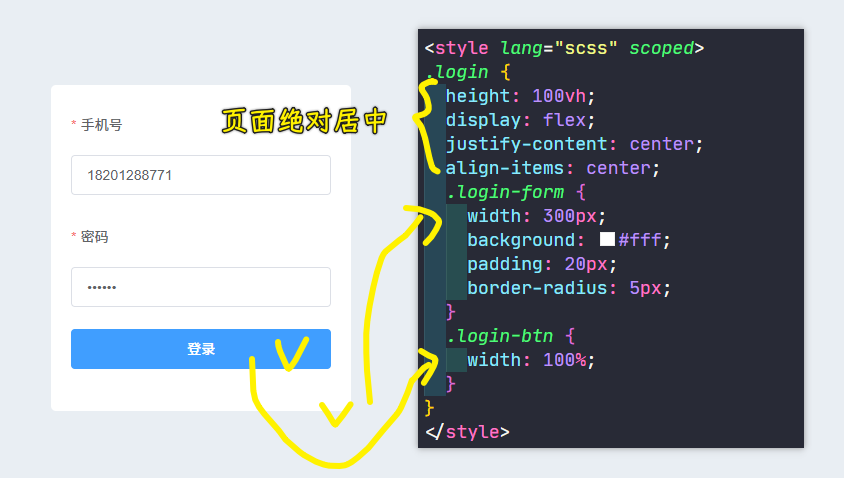 * 手机号
页面绝对居中
18201288771
* 密码
••••••
登录
<style lang="scss" scoped>
.login {
height: 100vh;
display: flex;
justify-content: center;
align-items: center;
.login-form {
width: 300px;
background: #fff;
padding: 20px;
border-radius: 5px;
}
.login-btn {
width: 100%;
}
}
</style>